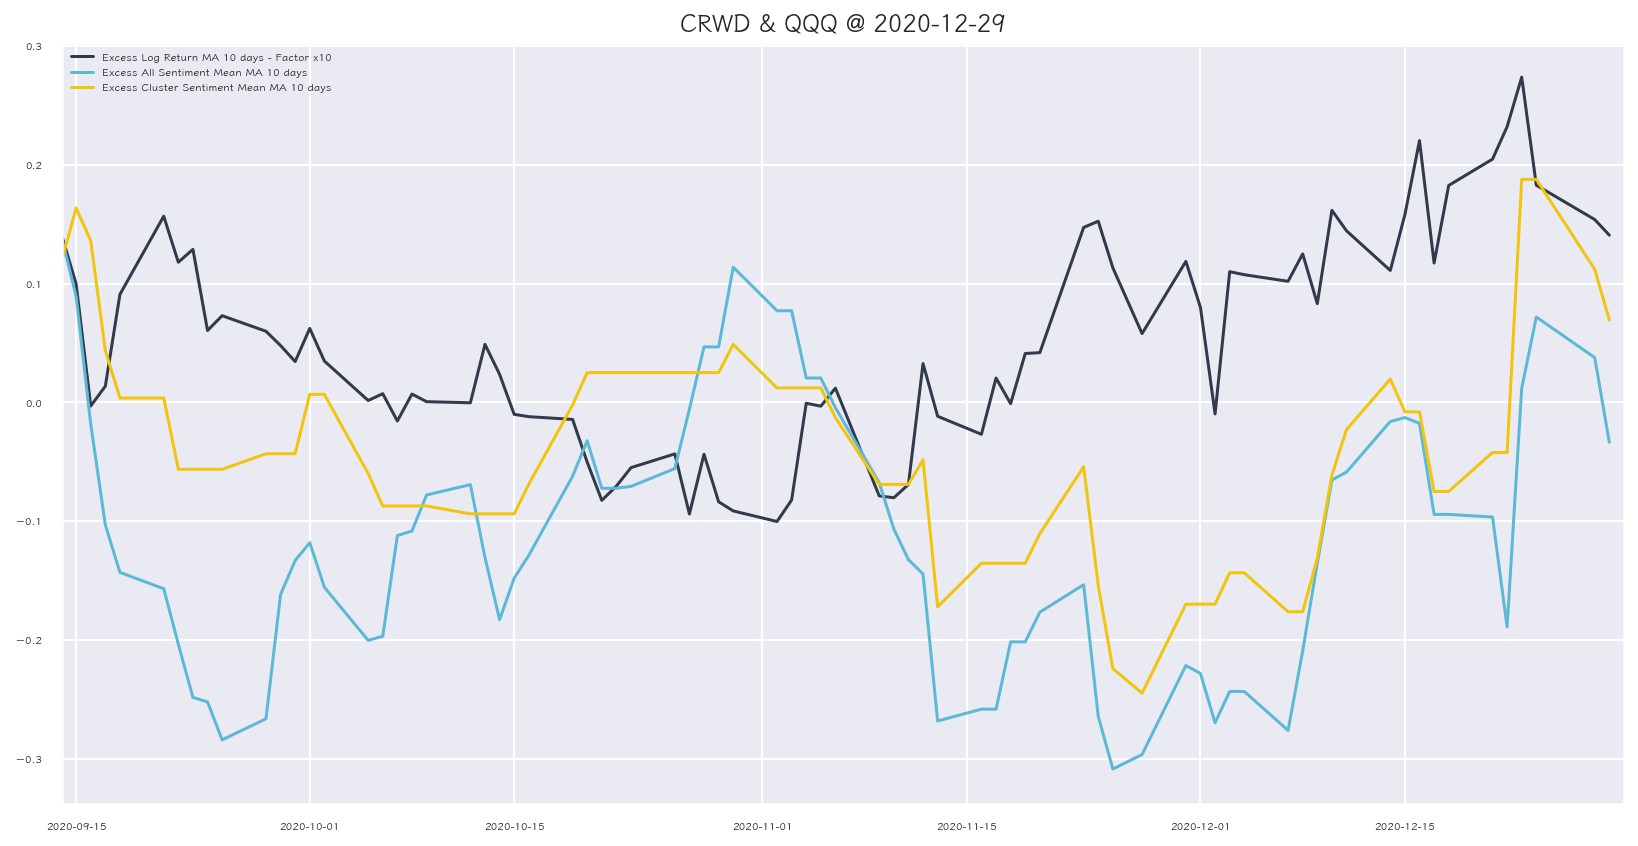 CRWD & QQQ @ 2020-12-29
Excess Log Return MA 10 days - Factor x10
Excess All Sentiment Mean MA 10 days
Excess Cluster Sentiment Mean MA 10 days
0.3
0.2
0.1
0.0
−0.1
−0.2
−0.3
2020-09-15 2020-10-01 2020-10-15 2020-11-01 2020-11-15 2020-12-01 2020-12-15